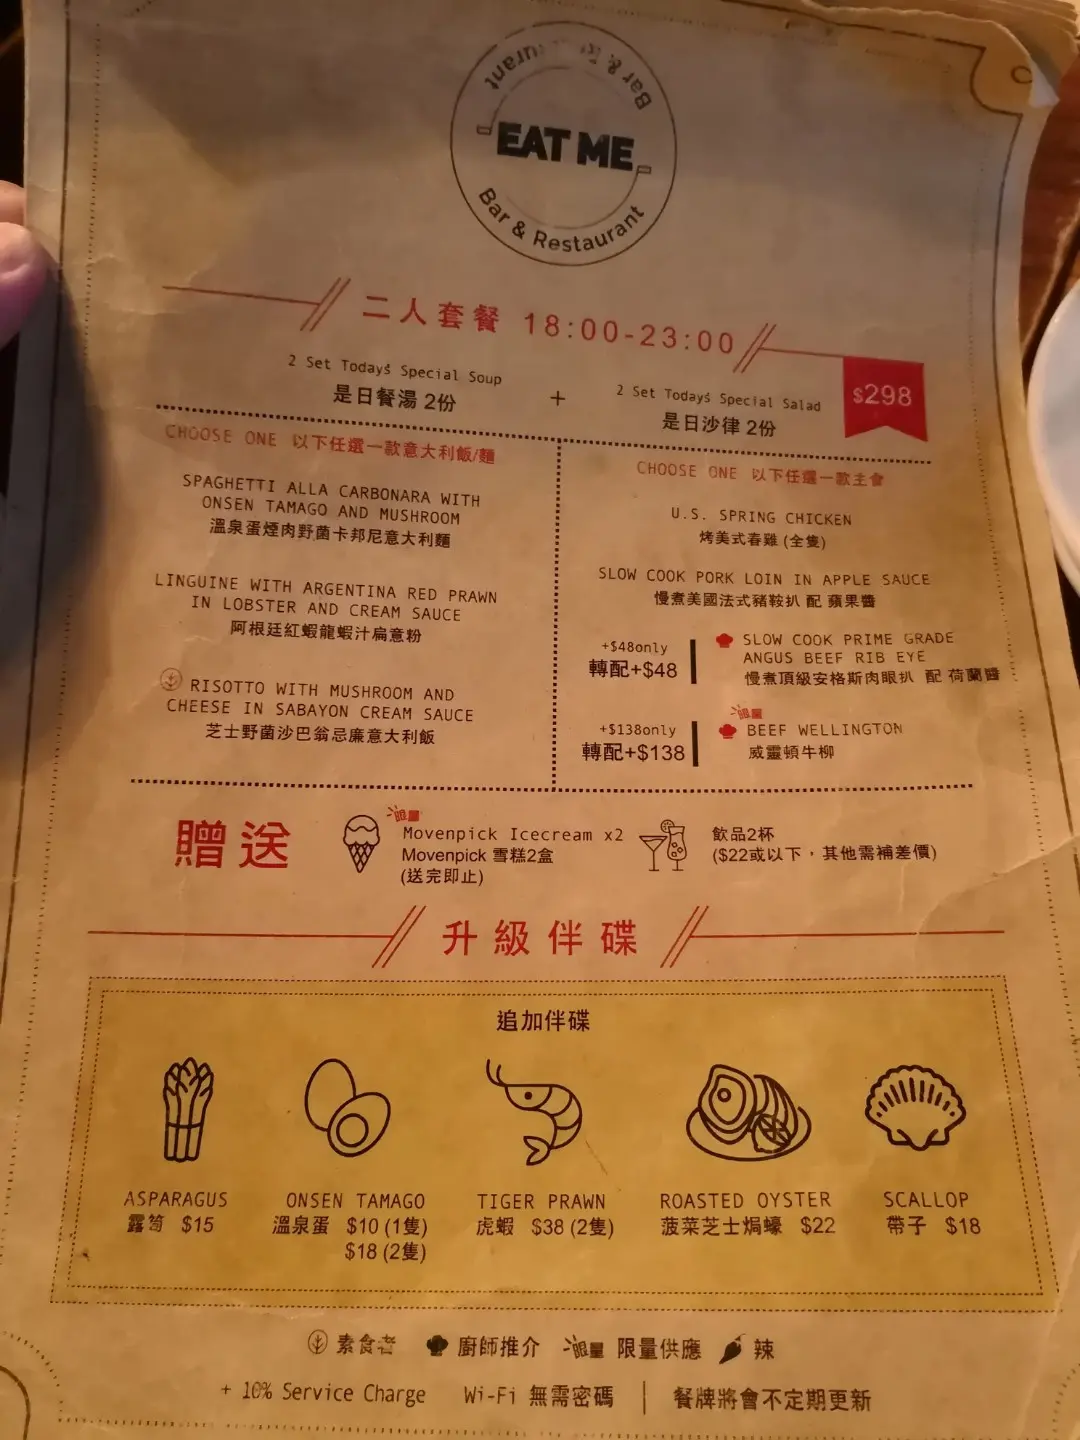 Bar & Restaurant
EAT ME
Bar & Restaurant
二人套餐 18:00-23:00
$298
2 Set Today's Special Soup
是日餐湯 2份
+
2 Set Today's Special Salad
是日沙律 2份
CHOOSE ONE 以下任選一款意大利飯/麵
SPAGHETTI ALLA CARBONARA WITH
ONSEN TAMAGO AND MUSHROOM
溫泉蛋煙肉野菌卡邦尼意大利麵
LINGUINE WITH ARGENTINA RED PRAWN
IN LOBSTER AND CREAM SAUCE
阿根廷紅蝦龍蝦汁扁意粉
RISOTTO WITH MUSHROOM AND
CHEESE IN SABAYON CREAM SAUCE
芝士野菌沙巴翁忌廉意大利飯
CHOOSE ONE 以下任選一款主會
U.S. SPRING CHICKEN
烤美式春雞 (全隻)
SLOW COOK PORK LOIN IN APPLE SAUCE
慢煮美國法式豬鞍扒 配 蘋果醬
+$48only
轉配+$48
SLOW COOK PRIME GRADE
ANGUS BEEF RIB EYE
慢煮頂級安格斯肉眼扒 配 荷蘭醬
+$138only
轉配+$138
限量
BEEF WELLINGTON
威靈頓牛柳
贈送
限量
Movenpick Icecream x2
Movenpick 雪糕2盒
(送完即止)
飲品2杯
($22或以下，其他需補差價)
升級伴碟
追加伴碟
ASPARAGUS
露筍 $15
ONSEN TAMAGO
溫泉蛋 $10 (1隻)
$18 (2隻)
TIGER PRAWN
虎蝦 $38 (2隻)
ROASTED OYSTER
菠菜芝士焗蠔 $22
SCALLOP
帶子 $18
素食者 廚師推介 限量 限量供應 辣
+ 10% Service Charge Wi-Fi 無需密碼 | 餐牌將會不定期更新